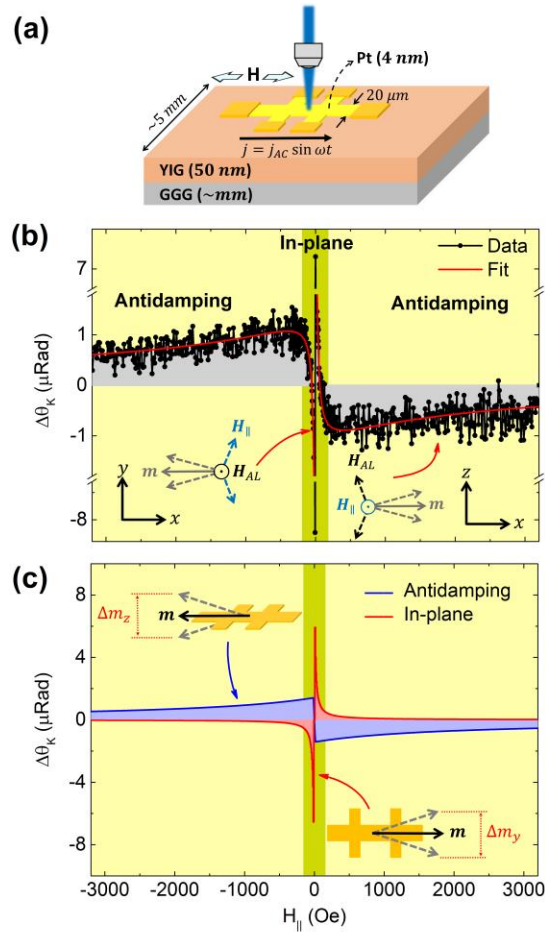 (a)
H
Pt (4 nm)
~5 mm
20 μm
j = j_AC sin ωt
YIG (50 nm)
GGG (~mm)
(b)
In-plane
7
Data
Fit
Antidamping
Antidamping
1
0
-1
-8
Δθ_K (μRad)
H_∥
H_AL
m
y
x
H_AL
H_∥
m
z
x
(c)
8
4
0
-4
-8
Δθ_K (μRad)
Antidamping
In-plane
Δm_z
m
m
Δm_y
-3000 -2000 -1000 0 1000 2000 3000
H_∥ (Oe)